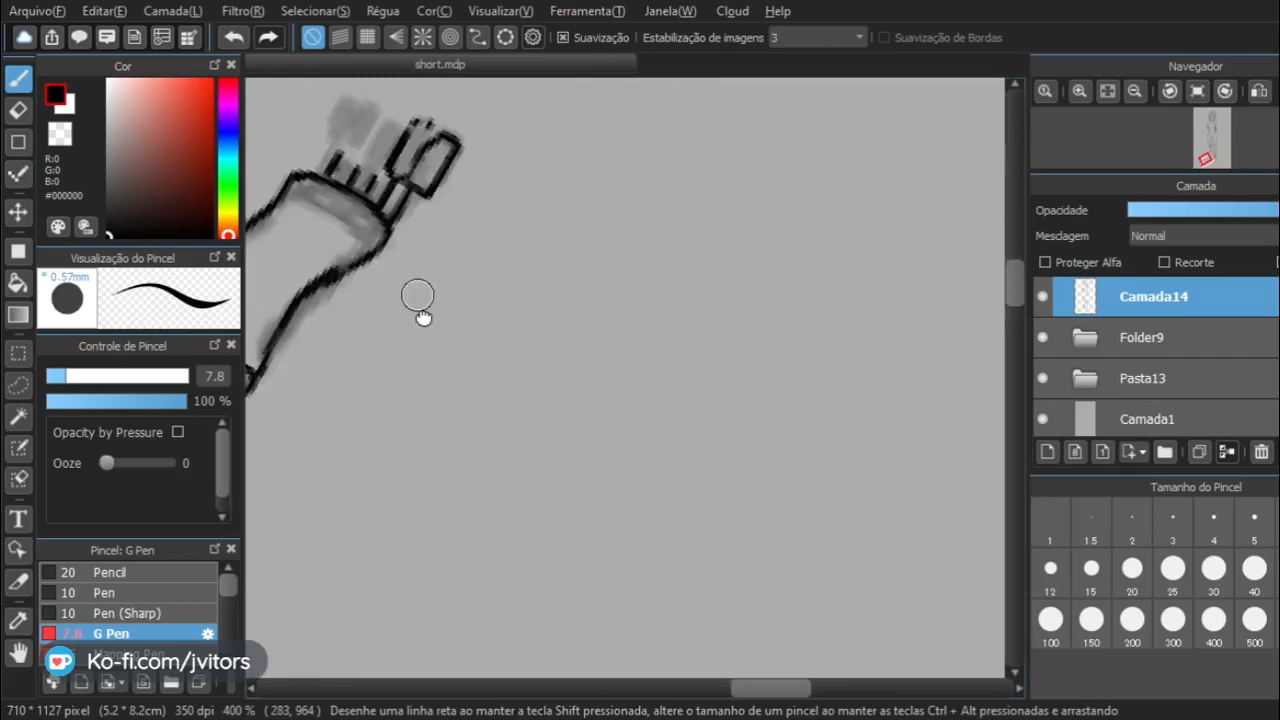 Arquivo(F) Editar(E) Camada(L) Filtro(R) Selecionar(S) Régua Cor(C) Visualizar(V) Ferramenta(T) Janela(W) Cloud Help
Suavização Estabilização de imagens 3 Suavização de Bordas
Cor
short.mdp
Navegador
R:0
G:0
B:0
#000000
Camada
Opacidade
Mesclagem Normal
Proteger Alfa Recorte
Visualização do Pincel
* 0.57mm
Camada14
Folder9
Pasta13
Camada1
Controle de Pincel
7.8
100 %
Opacity by Pressure
Ooze 0
Tamanho do Pincel
1 1.5 2 3 4 5
12 15 20 25 30 40
100 150 200 300 400 500
Pincel: G Pen
20 Pencil
10 Pen
10 Pen (Sharp)
7.8 G Pen
Ko-fi.com/jvitors
710 * 1127 pixel (5.2 * 8.2cm) 350 dpi 400 % ( 283, 964 ) Desenhe uma linha reta ao manter a tecla Shift pressionada, altere o tamanho de um pincel ao manter as teclas Ctrl + Alt pressionadas e arrastando